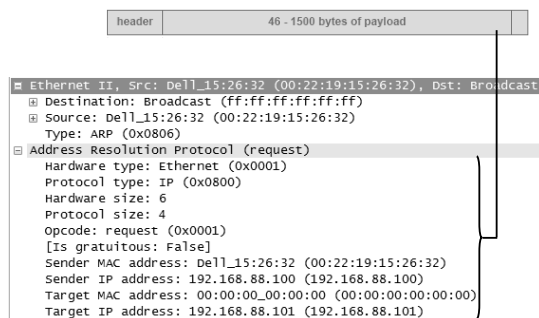 header 46 - 1500 bytes of payload
Ethernet II, Src: Dell_15:26:32 (00:22:19:15:26:32), Dst: Broadcast
Destination: Broadcast (ff:ff:ff:ff:ff:ff)
Source: Dell_15:26:32 (00:22:19:15:26:32)
Type: ARP (0x0806)
Address Resolution Protocol (request)
Hardware type: Ethernet (0x0001)
Protocol type: IP (0x0800)
Hardware size: 6
Protocol size: 4
Opcode: request (0x0001)
[Is gratuitous: False]
Sender MAC address: Dell_15:26:32 (00:22:19:15:26:32)
Sender IP address: 192.168.88.100 (192.168.88.100)
Target MAC address: 00:00:00_00:00:00 (00:00:00:00:00:00)
Target IP address: 192.168.88.101 (192.168.88.101)